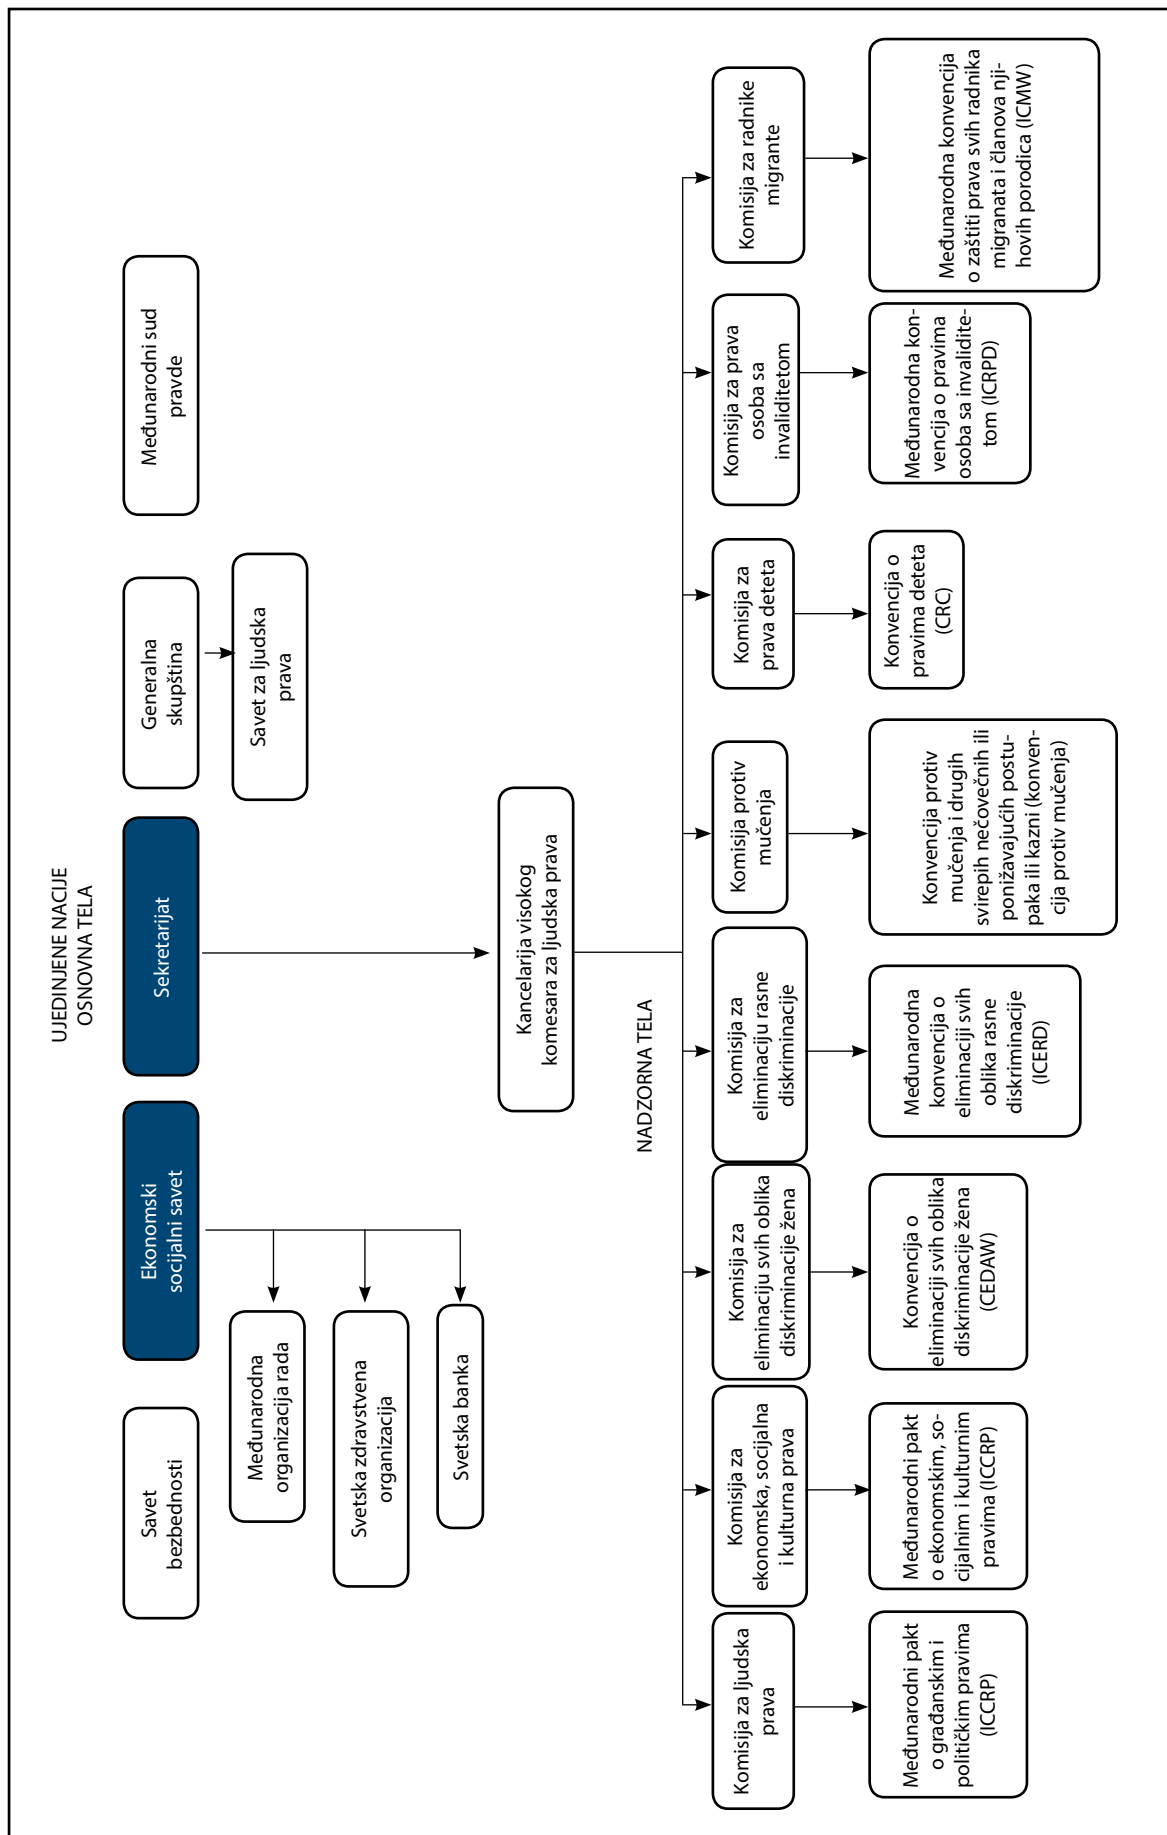 UJEDINJENE NACIJE
OSNOVNA TELA
Savet
bezbednosti
Ekonomski
socijalni savet
Sekretarijat
Generalna
skupština
Međunarodni sud
pravde
Međunarodna
organizacija rada
Svetska zdravstvena
organizacija
Svetska banka
Savet za ljudska
prava
Kancelarija visokog
komesara za ljudska prava
NADZORNA TELA
Komisija za ljudska
prava
Komisija za
ekonomska, socijalna
i kulturna prava
Komisija za
eliminaciju svih oblika
diskriminacije žena
Komisija za
eliminaciju rasne
diskriminacije
Komisija protiv
mučenja
Komisija za
prava deteta
Komisija za prava
osoba sa
invaliditetom
Komisija za radnike
migrante
Međunarodni pakt
o građanskim i
političkim pravima
(ICCRP)
Međunarodni pakt
o ekonomskim, so-
cijalnim i kulturnim
pravima (ICCRP)
Konvencija o
eliminaciji svih oblika
diskriminacije žena
(CEDAW)
Međunarodna
konvencija o
eliminaciji svih
oblika rasne
diskriminacije
(ICERD)
Konvencija protiv
mučenja i drugih
svirepih nečovečnih ili
ponižavajućih postu-
paka ili kazni (konven-
cija protiv mučenja)
Konvencija o
pravima deteta
(CRC)
Međunarodna kon-
vencija o pravima
osoba sa invalidite-
tom (ICRPD)
Međunarodna konvencija
o zaštiti prava svih radnika
migranata i članova nji-
hovih porodica (ICMW)